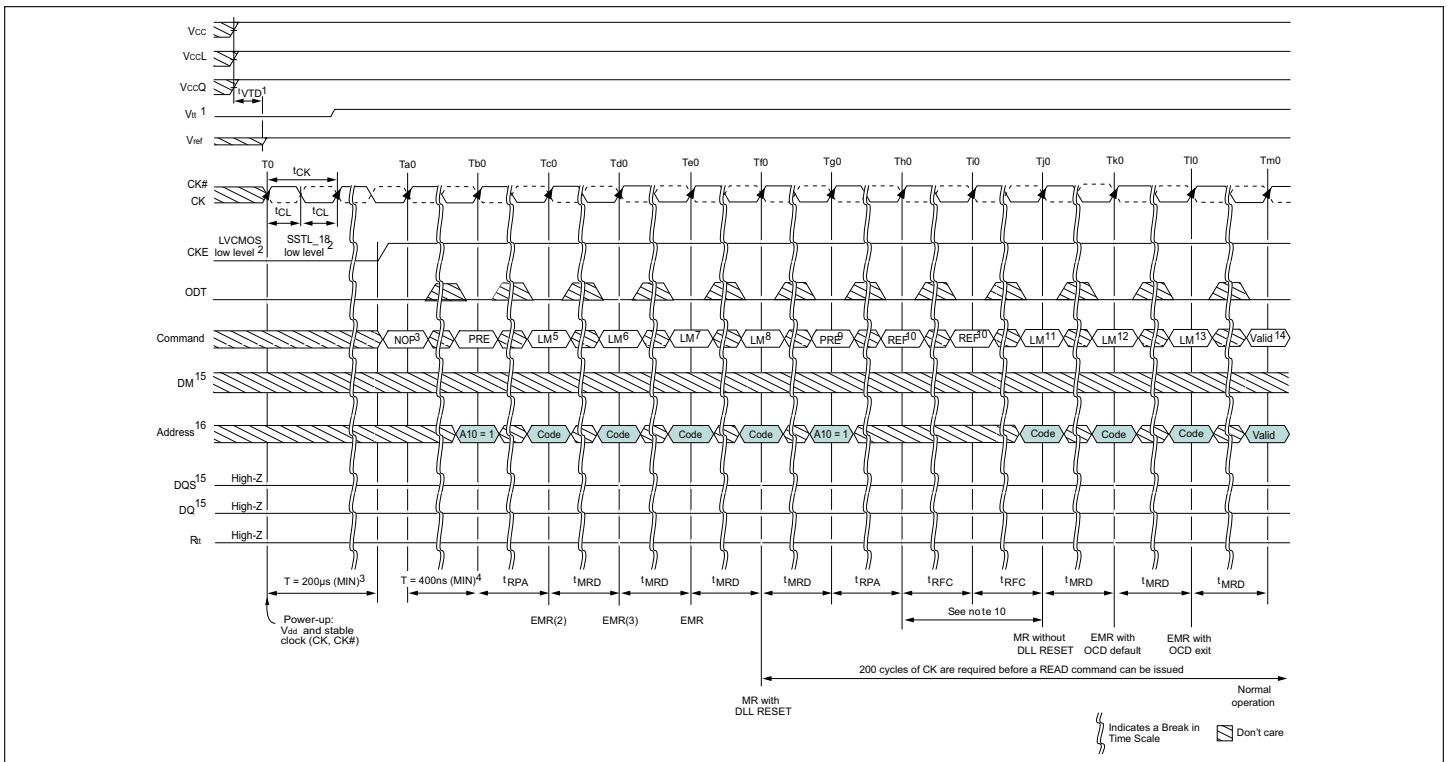 Vcc
VccL
VccQ
tVTD1
Vtt 1
Vref
T0 Ta0 Tb0 Tc0 Td0 Te0 Tf0 Tg0 Th0 Ti0 Tj0 Tk0 Tl0 Tm0
tCK
CK#
CK
tCL tCL
LVCMOS low level 2
SSTL_18 low level 2
CKE
ODT
Command NOP3 PRE LM5 LM6 LM7 LM8 PRE9 REF10 REF10 LM11 LM12 LM13 Valid 14
DM15
Address16 A10 = 1 Code Code Code Code A10 = 1 Code Code Code Valid
DQS15 High-Z
DQ15 High-Z
Rtt High-Z
T = 200µs (MIN)3 T = 400ns (MIN)4 tRPA tMRD tMRD tMRD tMRD tRPA tRFC tRFC tMRD tMRD tMRD
Power-up:
Vdd and stable
clock (CK, CK#)
EMR(2) EMR(3) EMR
See note 10
MR without
DLL RESET
EMR with
OCD default
EMR with
OCD exit
200 cycles of CK are required before a READ command can be issued
MR with
DLL RESET
Normal
operation
Indicates a Break in
Time Scale
Don't care